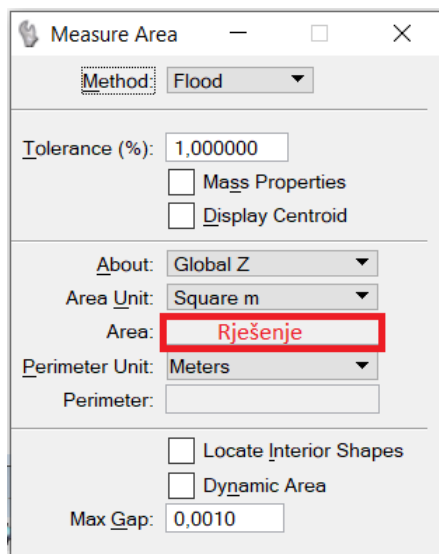 Measure Area
Method: Flood
Tolerance (%): 1,000000
Mass Properties
Display Centroid
About: Global Z
Area Unit: Square m
Area: Rješenje
Perimeter Unit: Meters
Perimeter:
Locate Interior Shapes
Dynamic Area
Max Gap: 0,0010